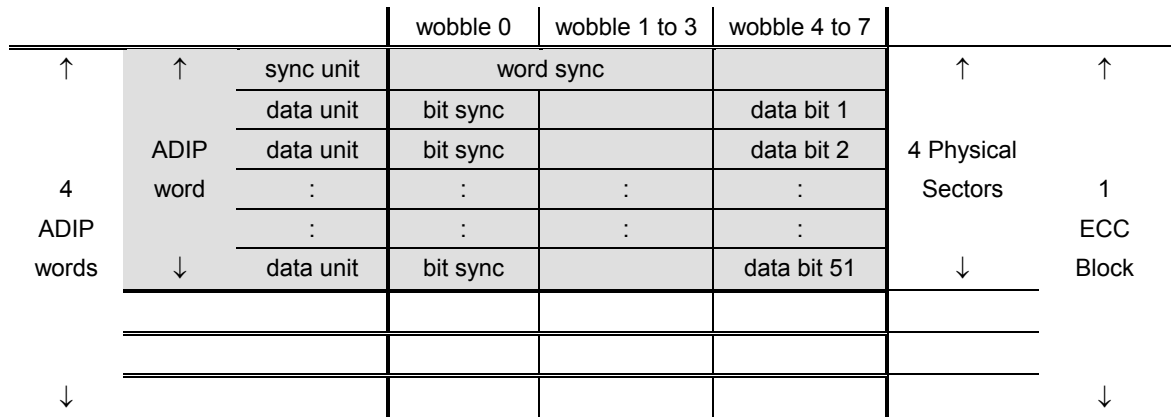 wobble 0 wobble 1 to 3 wobble 4 to 7
↑ ↑ sync unit word sync ↑ ↑
data unit bit sync data bit 1
ADIP data unit bit sync data bit 2 4 Physical
4 word : : : Sectors 1
ADIP : : : ECC
words ↓ data unit bit sync data bit 51 ↓ Block
↓ ↓